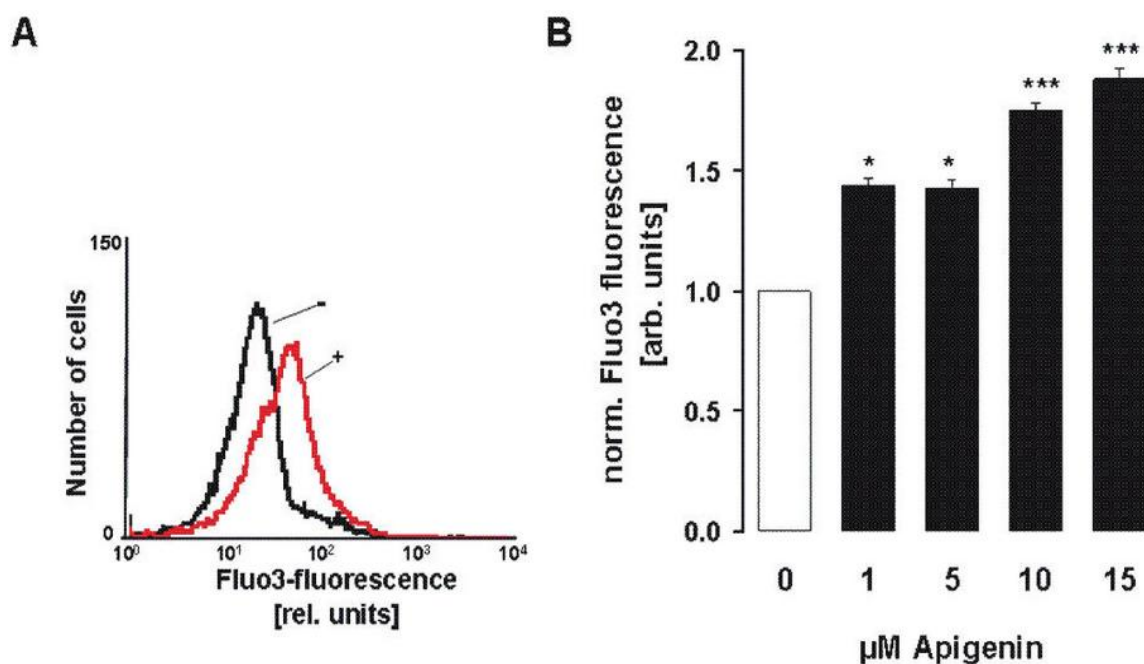 A
150
Number of cells
-
+
0
10⁰ 10¹ 10² 10³ 10⁴
Fluo3-fluorescence
[rel. units]
B
norm. Fluo3 fluorescence
[arb. units]
2.0
1.5
1.0
0.5
0.0
* * *** ***
0 1 5 10 15
µM Apigenin